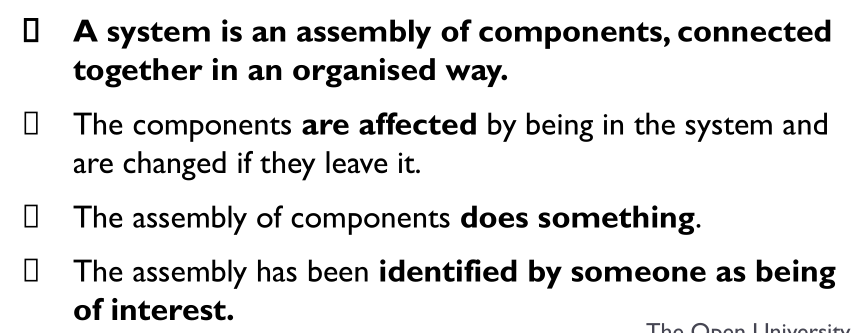 A system is an assembly of components, connected
together in an organised way.
The components are affected by being in the system and
are changed if they leave it.
The assembly of components does something.
The assembly has been identified by someone as being
of interest.
The Open University